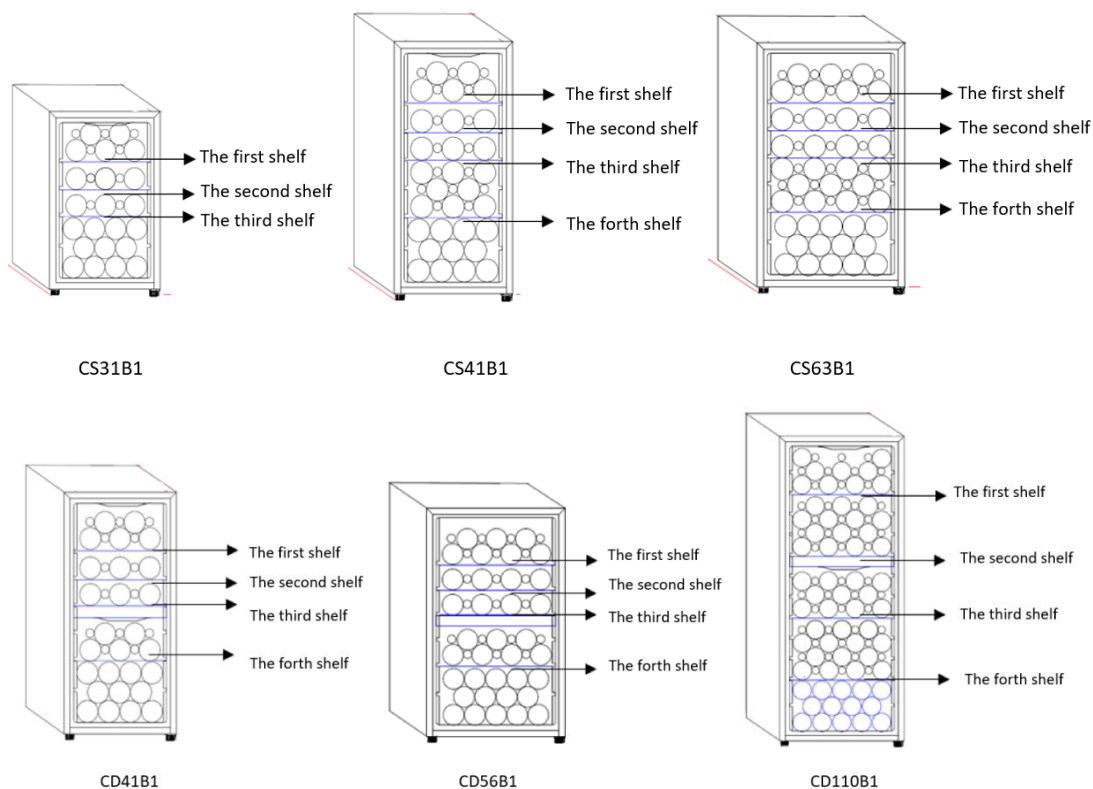 The first shelf
The second shelf
The third shelf
CS31B1
The first shelf
The second shelf
The third shelf
The forth shelf
CS41B1
The first shelf
The second shelf
The third shelf
The forth shelf
CS63B1
The first shelf
The second shelf
The third shelf
The forth shelf
CD41B1
The first shelf
The second shelf
The third shelf
The forth shelf
CD56B1
The first shelf
The second shelf
The third shelf
The forth shelf
CD110B1